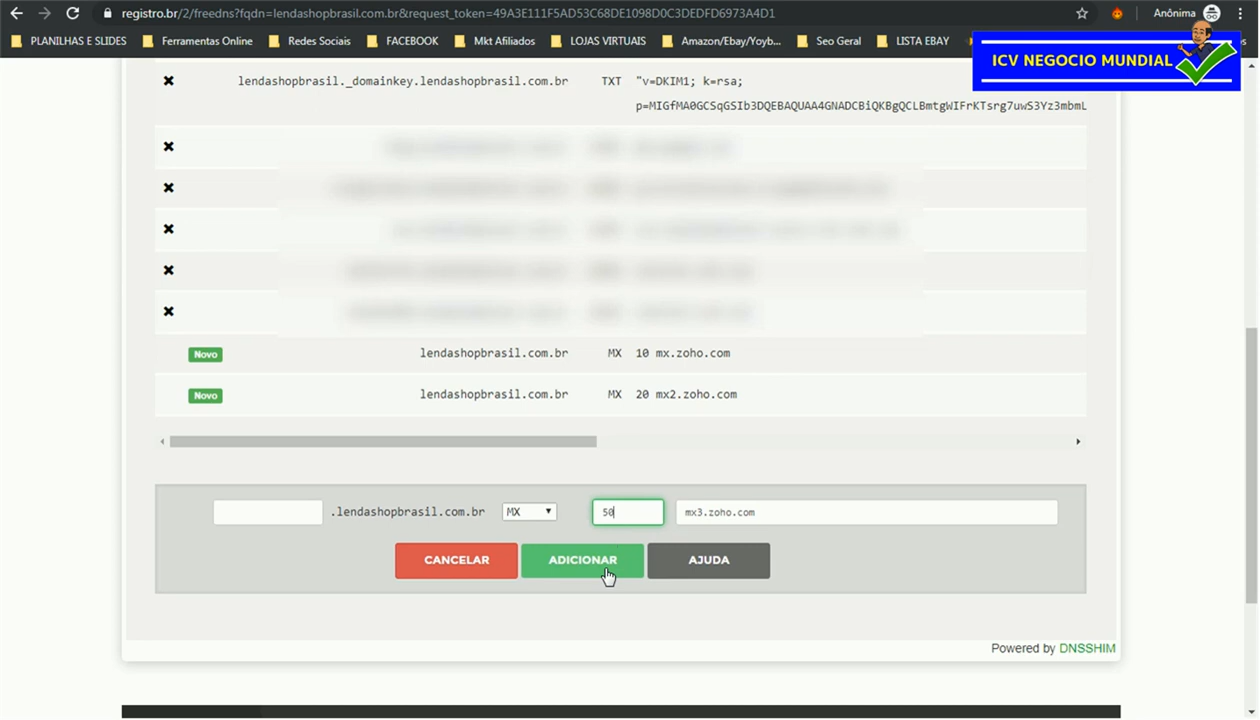 registro.br/2/freedns?fqdn=lendashopbrasil.com.br&request_token=49A3E111F5AD53C68DE1098D0C3DEDFD6973A4D1 Anônima
PLANILHAS E SLIDES Ferramentas Online Redes Sociais FACEBOOK Mkt Afiliados LOJAS VIRTUAIS Amazon/Ebay/Yoyb... Seo Geral LISTA EBAY
ICV NEGOCIO MUNDIAL
lendashopbrasil._domainkey.lendashopbrasil.com.br TXT "v=DKIM1; k=rsa;
p=MIGfMA0GCSqGSIb3DQEBAQUAA4GNADCBiQKBgQCLBmtgWIFrKTsrg7uwS3Yz3mbmL
Novo lendashopbrasil.com.br MX 10 mx.zoho.com
Novo lendashopbrasil.com.br MX 20 mx2.zoho.com
.lendashopbrasil.com.br MX 50 mx3.zoho.com
CANCELAR ADICIONAR AJUDA
Powered by DNSSHIM